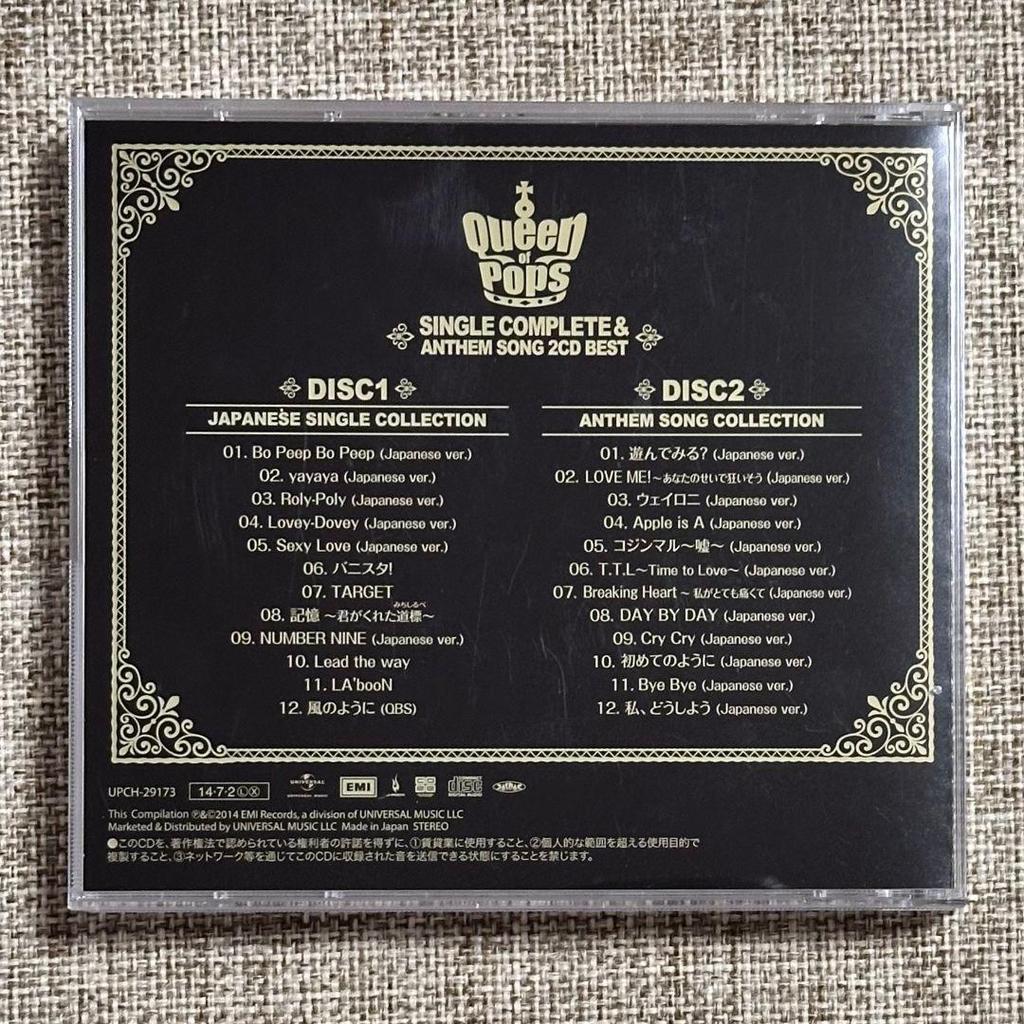 Queen
of
Pops
SINGLE COMPLETE &
ANTHEM SONG 2CD BEST
DISC1
JAPANESE SINGLE COLLECTION
01. Bo Peep Bo Peep (Japanese ver.)
02. yayaya (Japanese ver.)
03. Roly-Poly (Japanese ver.)
04. Lovey-Dovey (Japanese ver.)
05. Sexy Love (Japanese ver.)
06. バニスタ!
07. TARGET
みちしるべ
08. 記憶 ~君がくれた道標~
09. NUMBER NINE (Japanese ver.)
10. Lead the way
11. LA'booN
12. 風のように (QBS)
DISC2
ANTHEM SONG COLLECTION
01. 遊んでみる? (Japanese ver.)
02. LOVE ME!~あなたのせいで狂いそう (Japanese ver.)
03. ウェイロニ (Japanese ver.)
04. Apple is A (Japanese ver.)
05. コジンマル~嘘~ (Japanese ver.)
06. T.T.L~Time to Love~ (Japanese ver.)
07. Breaking Heart ~ 私がとても痛くて (Japanese ver.)
08. DAY BY DAY (Japanese ver.)
09. Cry Cry (Japanese ver.)
10. 初めてのように (Japanese ver.)
11. Bye Bye (Japanese ver.)
12. 私、どうしよう (Japanese ver.)
UPCH-29173 14・7・2ⓁⓍ UNIVERSAL EMI disc DIGITAL AUDIO
This Compilation ℗&©2014 EMI Records, a division of UNIVERSAL MUSIC LLC
Marketed & Distributed by UNIVERSAL MUSIC LLC Made in Japan STEREO
●このCDを、著作権法で認められている権利者の許諾を得ずに、①賃貸業に使用すること、②個人的な範囲を超える使用目的で
複製すること、③ネットワーク等を通じてこのCDに収録された音を送信できる状態にすることを禁じます。